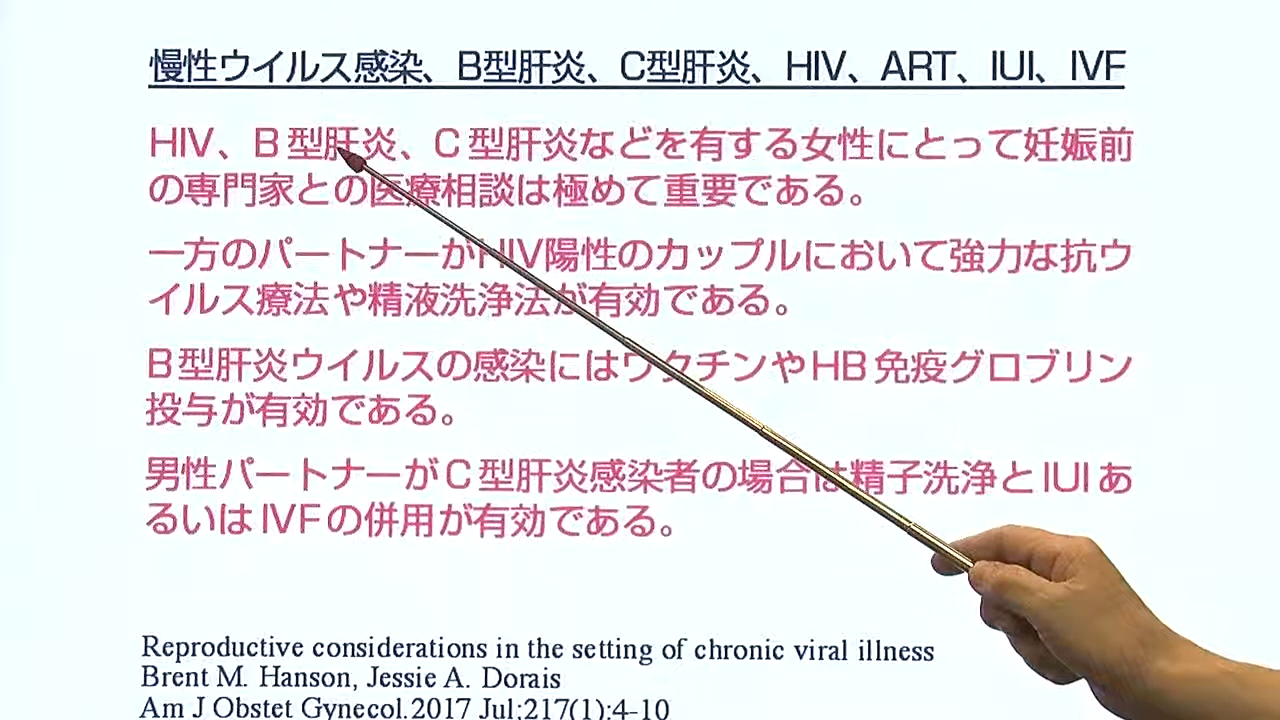 慢性ウイルス感染、B型肝炎、C型肝炎、HIV、ART、IUI、IVF
HIV、B型肝炎、C型肝炎などを有する女性にとって妊娠前
の専門家との医療相談は極めて重要である。
一方のパートナーがHIV陽性のカップルにおいて強力な抗ウ
イルス療法や精液洗浄法が有効である。
B型肝炎ウイルスの感染にはワクチンやHB免疫グロブリン
投与が有効である。
男性パートナーがC型肝炎感染者の場合は精子洗浄とIUIあ
るいはIVFの併用が有効である。
Reproductive considerations in the setting of chronic viral illness
Brent M. Hanson, Jessie A. Dorais
Am J Obstet Gynecol.2017 Jul;217(1):4-10